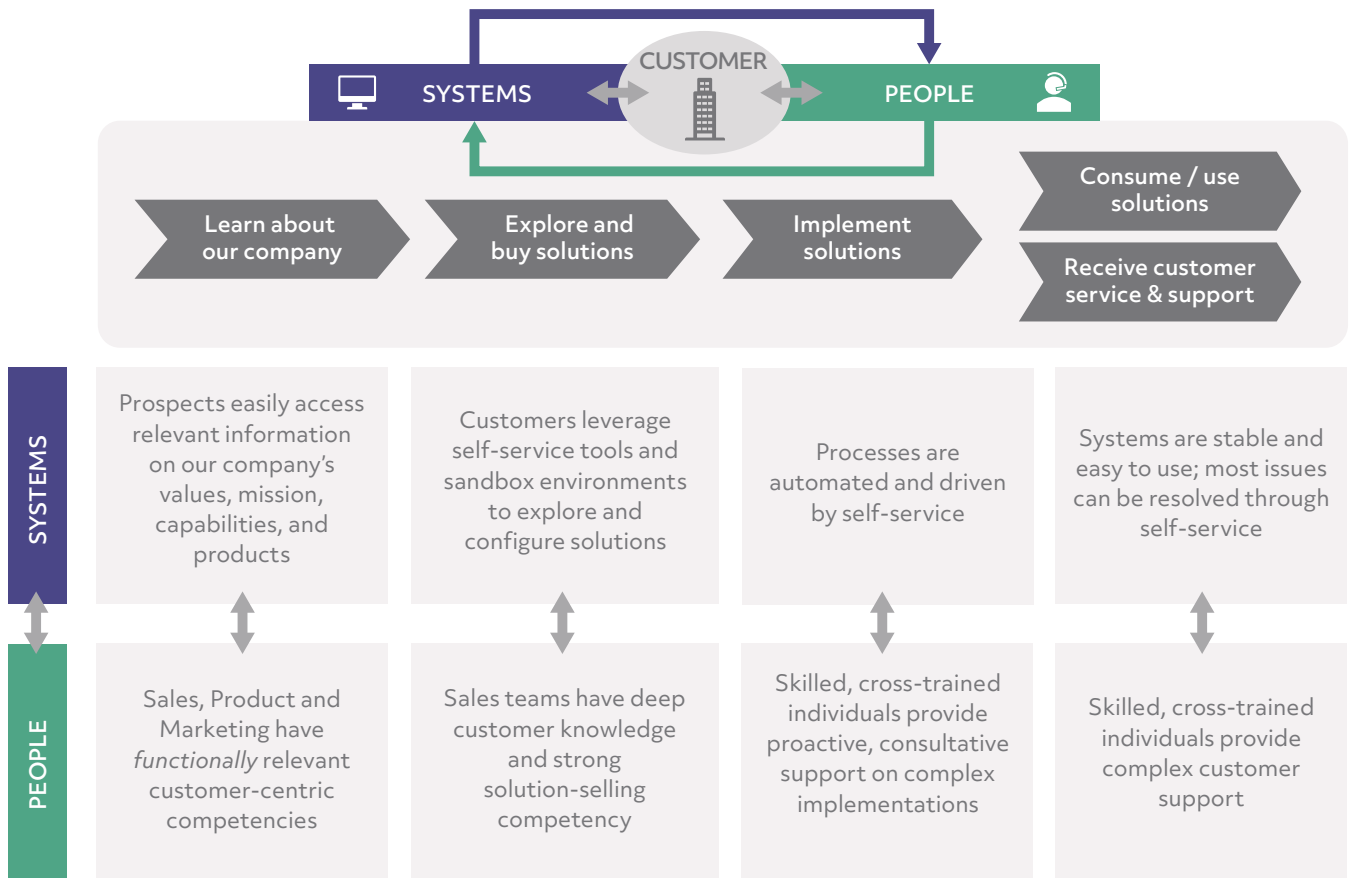 CUSTOMER
SYSTEMS
PEOPLE
Learn about
our company
Explore and
buy solutions
Implement
solutions
Consume / use
solutions
Receive customer
service & support
SYSTEMS
Prospects easily access
relevant information
on our company’s
values, mission,
capabilities, and
products
Customers leverage
self-service tools and
sandbox environments
to explore and
configure solutions
Processes are
automated and driven
by self-service
Systems are stable and
easy to use; most issues
can be resolved through
self-service
PEOPLE
Sales, Product and
Marketing have
functionally relevant
customer-centric
competencies
Sales teams have deep
customer knowledge
and strong
solution-selling
competency
Skilled, cross-trained
individuals provide
proactive, consultative
support on complex
implementations
Skilled, cross-trained
individuals provide
complex customer
support